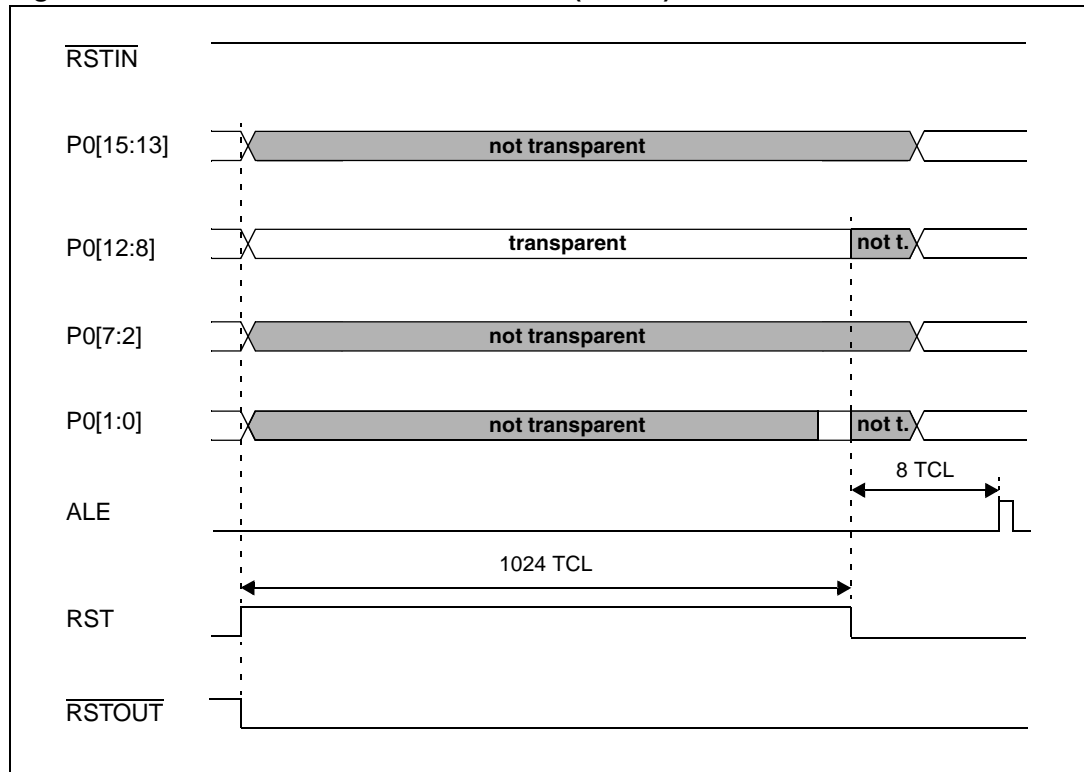 RSTIN
P0[15:13]
not transparent
P0[12:8]
transparent
not t.
P0[7:2]
not transparent
P0[1:0]
not transparent
not t.
8 TCL
ALE
1024 TCL
RST
RSTOUT